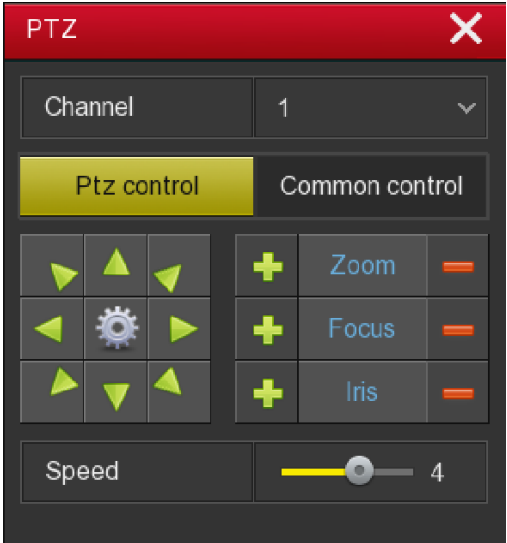 PTZ
Channel 1
Ptz control Common control
Zoom
Focus
Iris
Speed 4